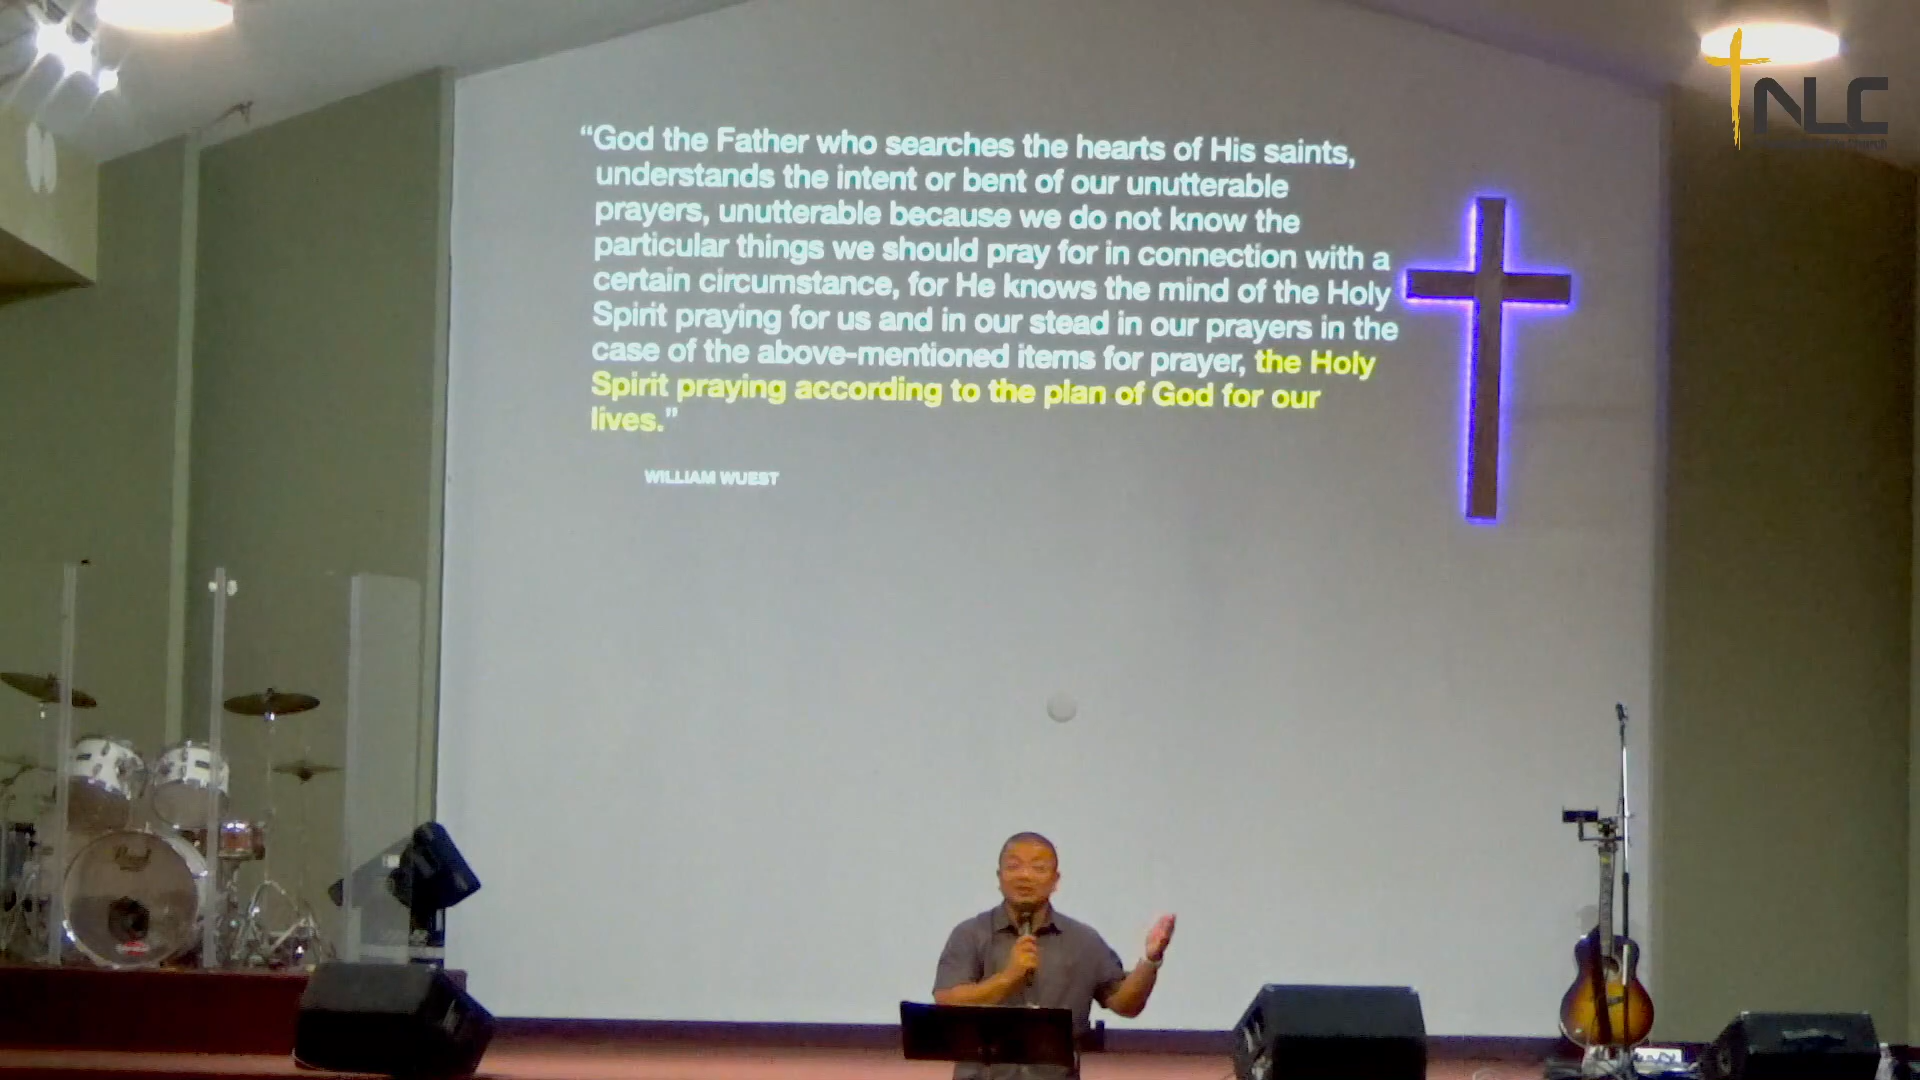 “God the Father who searches the hearts of His saints,
understands the intent or bent of our unutterable
prayers, unutterable because we do not know the
particular things we should pray for in connection with a
certain circumstance, for He knows the mind of the Holy
Spirit praying for us and in our stead in our prayers in the
case of the above-mentioned items for prayer, the Holy
Spirit praying according to the plan of God for our
lives.”
WILLIAM WUEST
NLC
Church
Pearl